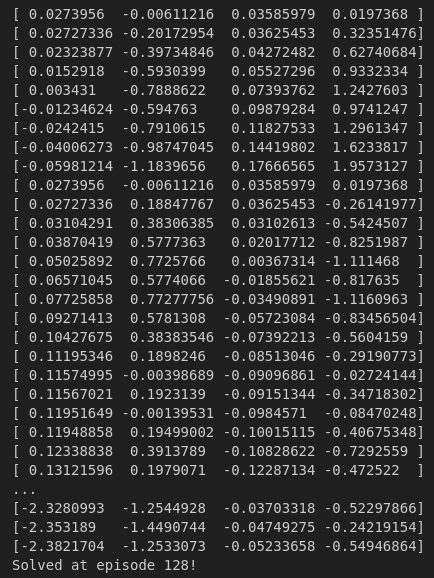 [ 0.0273956  -0.00611216  0.03585979  0.0197368 ]
[ 0.02727336 -0.20172954  0.03625453  0.32351476]
[ 0.02323877 -0.39734846  0.04272482  0.62740684]
[ 0.0152918  -0.5930399   0.05527296  0.9332334 ]
[ 0.003431   -0.7888622   0.07393762  1.2427603]
[-0.01234624 -0.594763    0.09879284  0.9741247 ]
[-0.0242415  -0.7910615   0.11827533  1.2961347]
[-0.04006273 -0.98747045  0.14419802  1.6233817]
[-0.05981214 -1.1839656   0.17666565  1.9573127]
[ 0.0273956  -0.00611216  0.03585979  0.0197368 ]
[ 0.02727336  0.18847767  0.03625453 -0.26141977]
[ 0.03104291  0.38306385  0.03102613 -0.5424507 ]
[ 0.03870419  0.5777363   0.02017712 -0.8251987 ]
[ 0.05025892  0.7725766   0.00367314 -1.111468  ]
[ 0.06571045  0.5774066  -0.01855621 -0.817635  ]
[ 0.07725858  0.77277756 -0.03490891 -1.1160963 ]
[ 0.09271413  0.5781308  -0.05723084 -0.83456504]
[ 0.10427675  0.38383546 -0.07392213 -0.5604159 ]
[ 0.11195346  0.1898246  -0.08513046 -0.29190773]
[ 0.11574995 -0.00398689 -0.09096861 -0.02724144]
[ 0.11567021  0.1923139  -0.09151344 -0.34718302]
[ 0.11951649 -0.00139531 -0.0984571  -0.08470248]
[ 0.11948858  0.19499002 -0.10015115 -0.40675348]
[ 0.12338838  0.3913789  -0.10828622 -0.7292559 ]
[ 0.13121596  0.1979071  -0.12287134 -0.472522  ]
...
[-2.3280993  -1.2544928  -0.03703318 -0.52297866]
[-2.353189   -1.4490744  -0.04749275 -0.24219154]
[-2.3821704  -1.2533073  -0.05233658 -0.54946864]
Solved at episode 128!